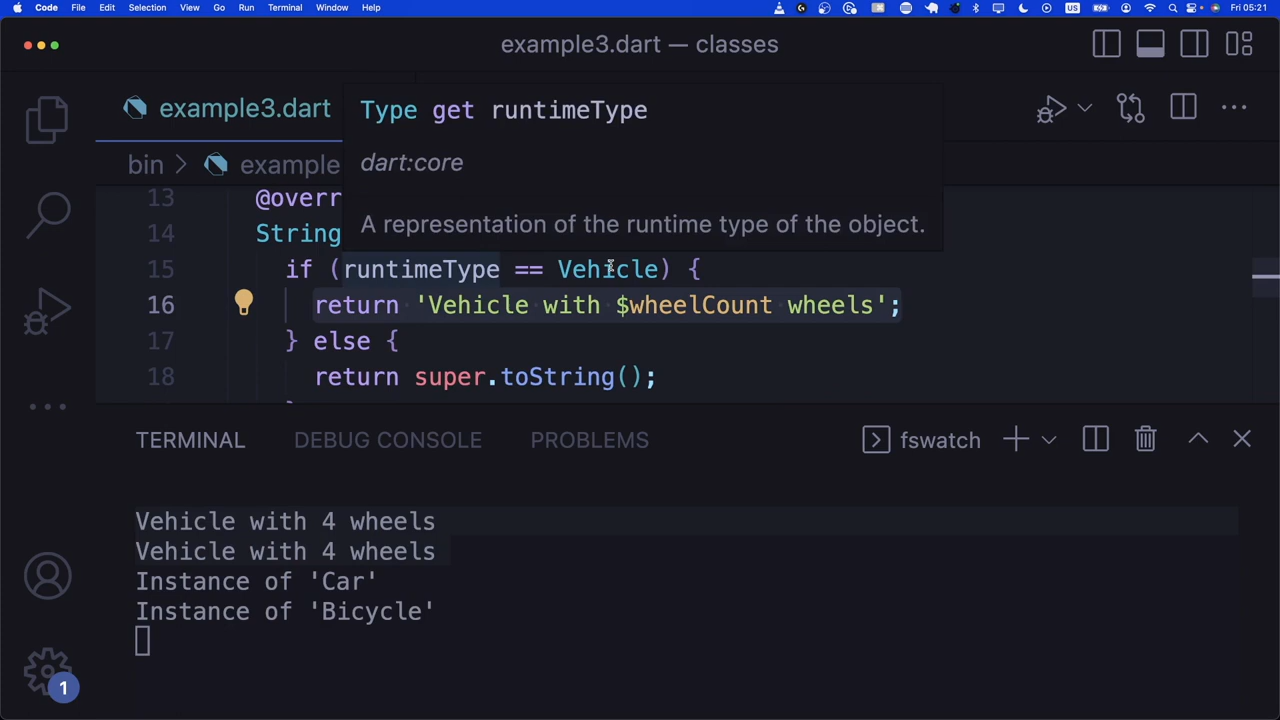 Code File Edit Selection View Go Run Terminal Window Help Fri 05:21
example3.dart — classes
example3.dart
Type get runtimeType
bin > example
dart:core
A representation of the runtime type of the object.
13 @overr
14 String
15 if (runtimeType == Vehicle) {
16 return 'Vehicle with $wheelCount wheels';
17 } else {
18 return super.toString();
TERMINAL DEBUG CONSOLE PROBLEMS fswatch
Vehicle with 4 wheels
Vehicle with 4 wheels
Instance of 'Car'
Instance of 'Bicycle'
1